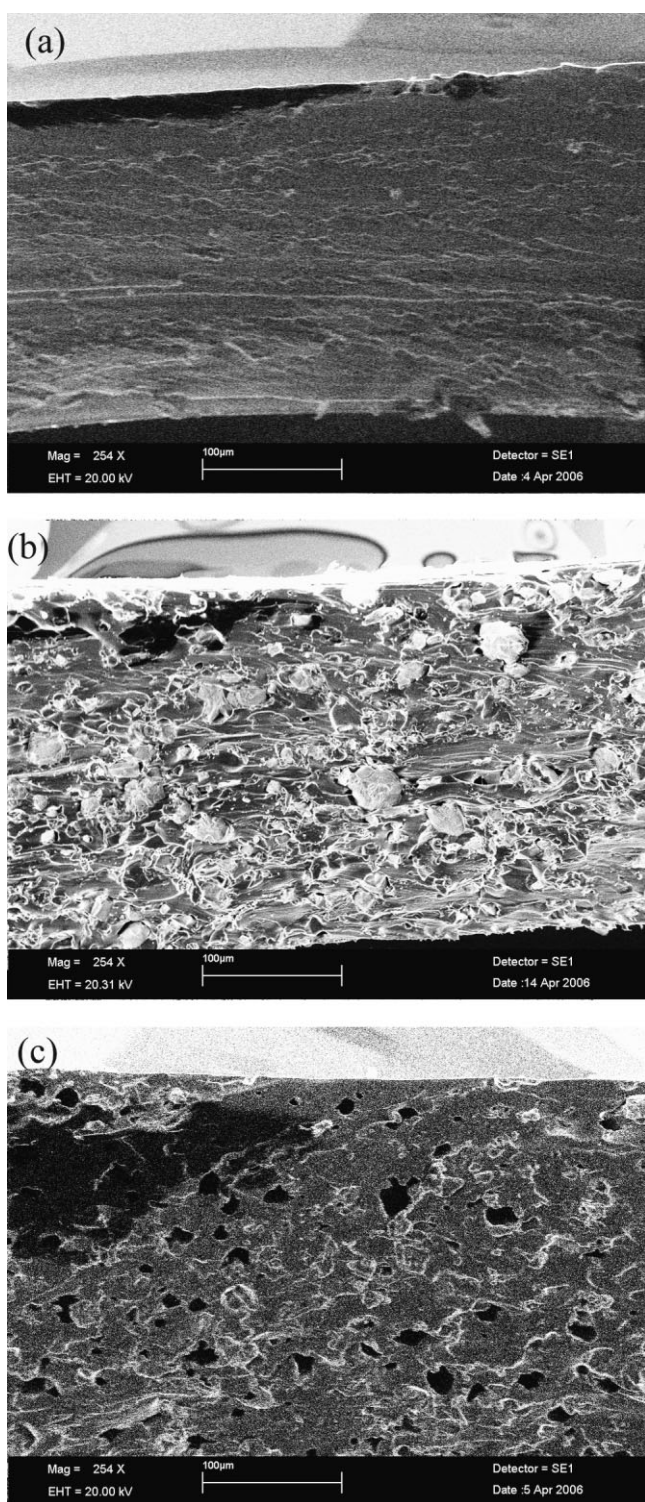 (a)
100µm
Mag = 254 X
Detector = SE1
EHT = 20.00 kV
Date :4 Apr 2006
(b)
100µm
Mag = 254 X
Detector = SE1
EHT = 20.31 kV
Date :14 Apr 2006
(c)
100µm
Mag = 254 X
Detector = SE1
EHT = 20.00 kV
Date :5 Apr 2006